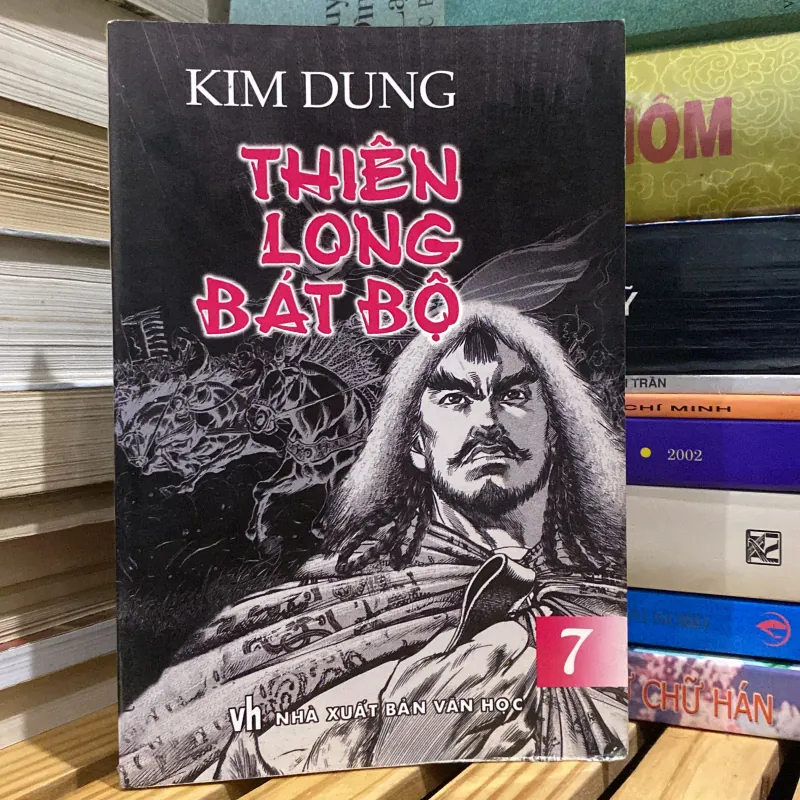 KIM DUNG
THIÊN
LONG
BÁT BỘ
7
vh NHÀ XUẤT BẢN VĂN HỌC
NÔM
TRẦN
CHÍ MINH
2002
CHỮ HÁN